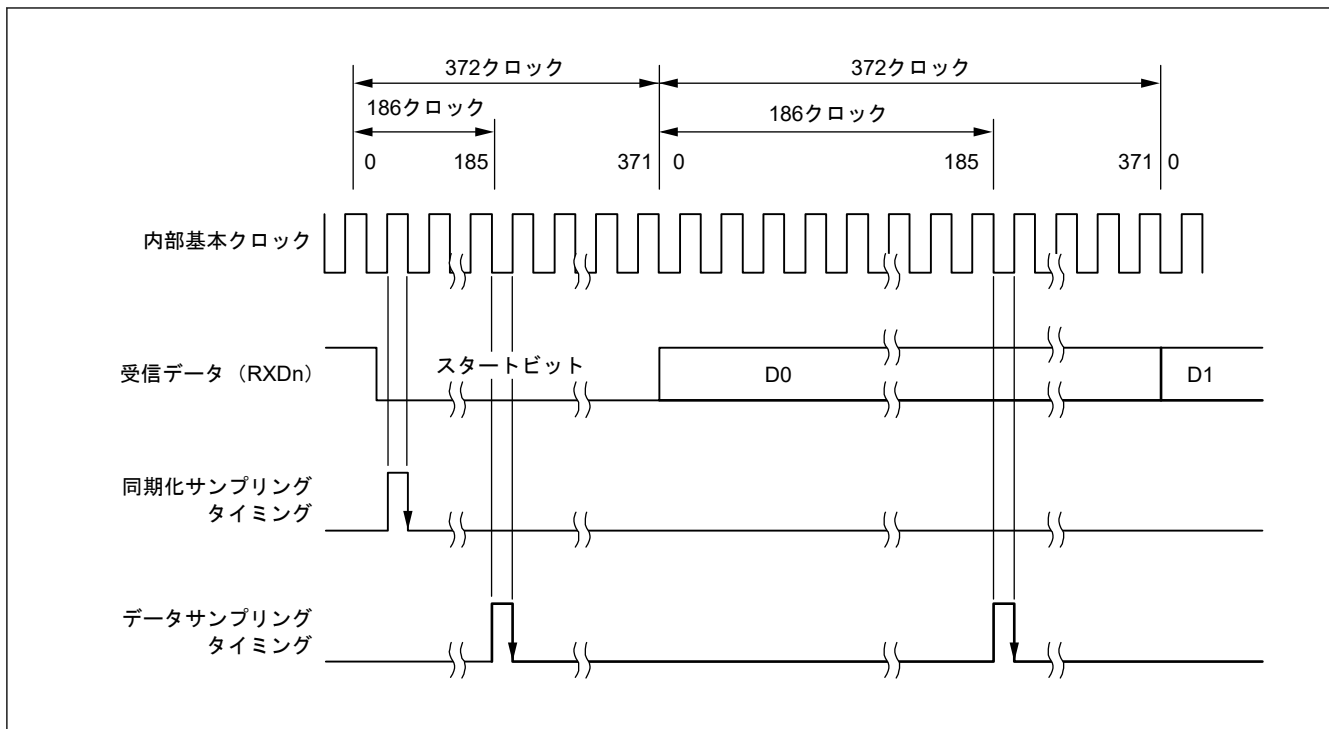 372クロック 372クロック
186クロック 186クロック
0 185 371 0 185 371 0
内部基本クロック
受信データ（RXDn）
スタートビット
D0
D1
同期化サンプリング
タイミング
データサンプリング
タイミング